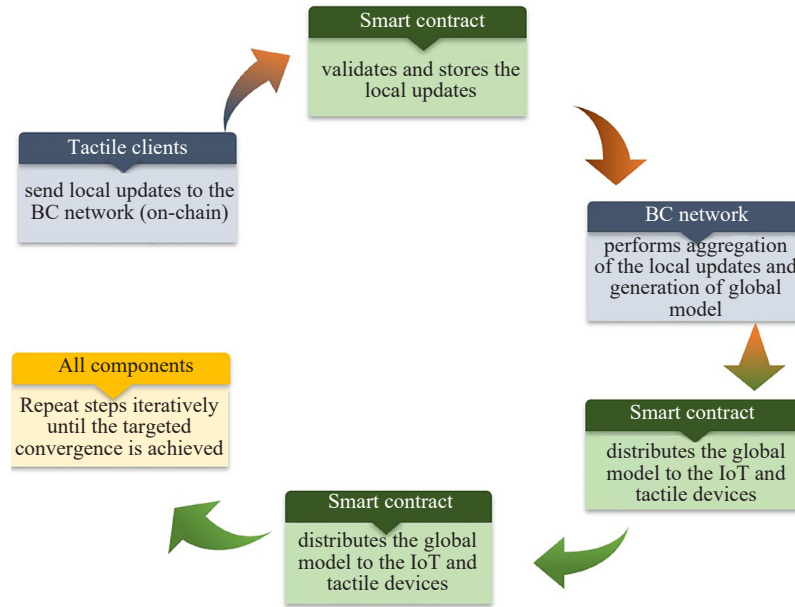 Smart contract
validates and stores the
local updates
Tactile clients
send local updates to the
BC network (on-chain)
BC network
performs aggregation
of the local updates and
generation of global
model
Smart contract
distributes the global
model to the IoT and
tactile devices
Smart contract
distributes the global
model to the IoT and
tactile devices
All components
Repeat steps iteratively
until the targeted
convergence is achieved